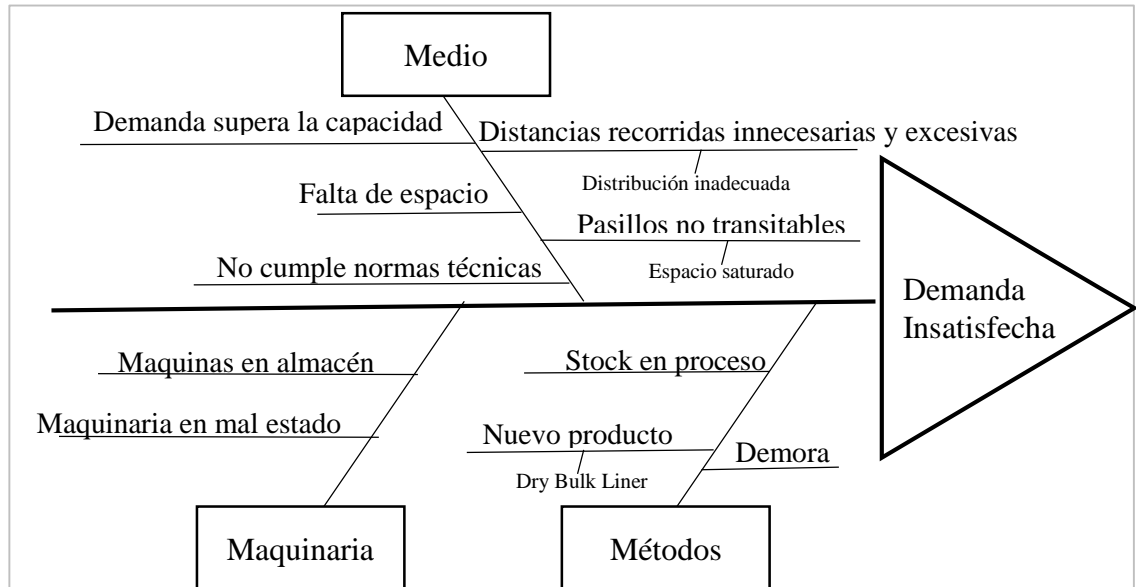 Medio
Demanda supera la capacidad
Distancias recorridas innecesarias y excesivas
Distribución inadecuada
Falta de espacio
Pasillos no transitables
Espacio saturado
No cumple normas técnicas
Demanda
Insatisfecha
Maquinas en almacén
Stock en proceso
Maquinaria en mal estado
Nuevo producto
Dry Bulk Liner
Demora
Maquinaria
Métodos